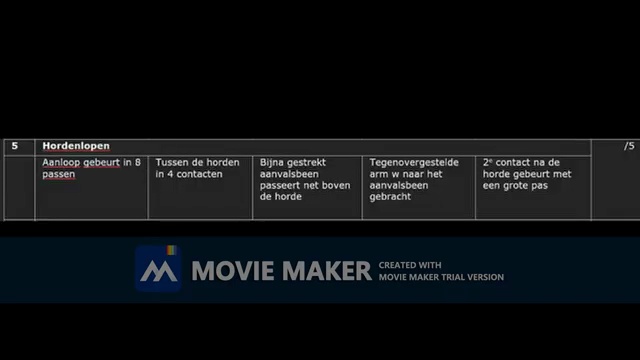 5 Hordenlopen /5
Aanloop gebeurt in 8
passen
Tussen de horden
in 4 contacten
Bijna gestrekt
aanvalsbeen
passeert net boven
de horde
Tegenovergestelde
arm w naar het
aanvalsbeen
gebracht
2e contact na de
horde gebeurt met
een grote pas
MOVIE MAKER
CREATED WITH
MOVIE MAKER TRIAL VERSION